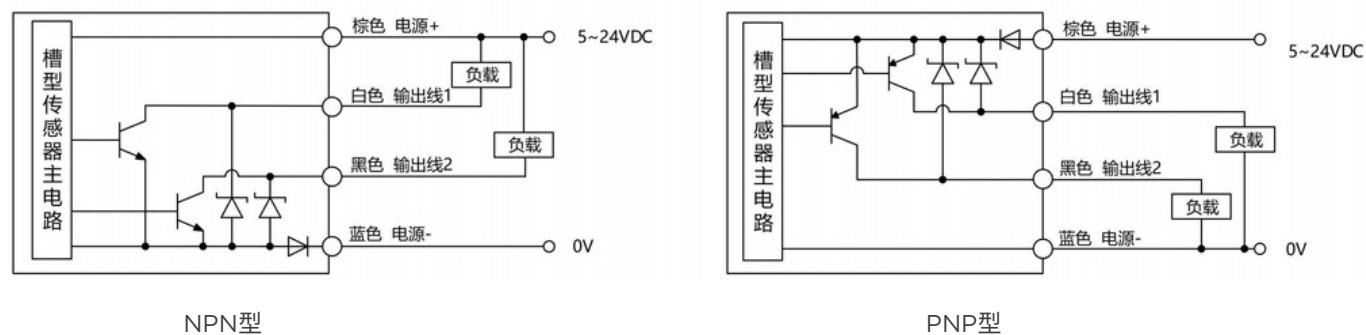 槽型传感器主电路
棕色 电源+
5~24VDC
负载
白色 输出线1
负载
黑色 输出线2
蓝色 电源-
0V
NPN型
槽型传感器主电路
棕色 电源+
5~24VDC
白色 输出线1
负载
黑色 输出线2
负载
蓝色 电源-
0V
PNP型